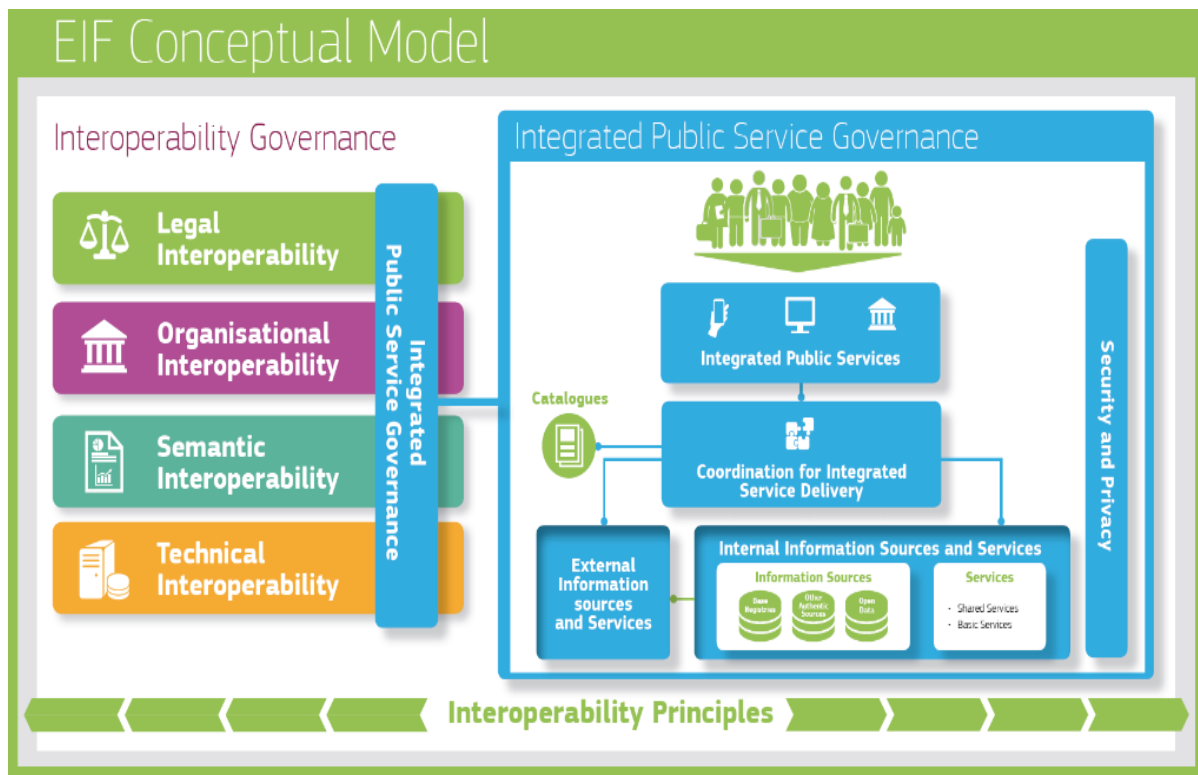 EIF Conceptual Model
Interoperability Governance
Legal
Interoperability
Organisational
Interoperability
Semantic
Interoperability
Technical
Interoperability
Integrated
Public Service Governance
Integrated Public Service Governance
Integrated Public Services
Catalogues
Coordination for Integrated
Service Delivery
External
Information
sources
and Services
Internal Information Sources and Services
Information Sources
Base
Registries
Other
Authentic
Sources
Open
Data
Services
• Shared Services
• Basic Services
Security and Privacy
Interoperability Principles